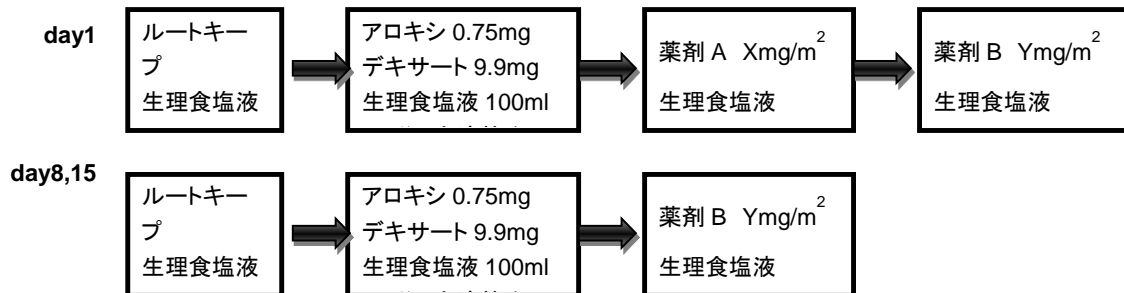 day1
ルートキー
プ
生理食塩液
アロキシ 0.75mg
デキサート 9.9mg
生理食塩液 100ml
薬剤 A Xmg/m²
生理食塩液
薬剤 B Ymg/m²
生理食塩液
day8,15
ルートキー
プ
生理食塩液
アロキシ 0.75mg
デキサート 9.9mg
生理食塩液 100ml
薬剤 B Ymg/m²
生理食塩液